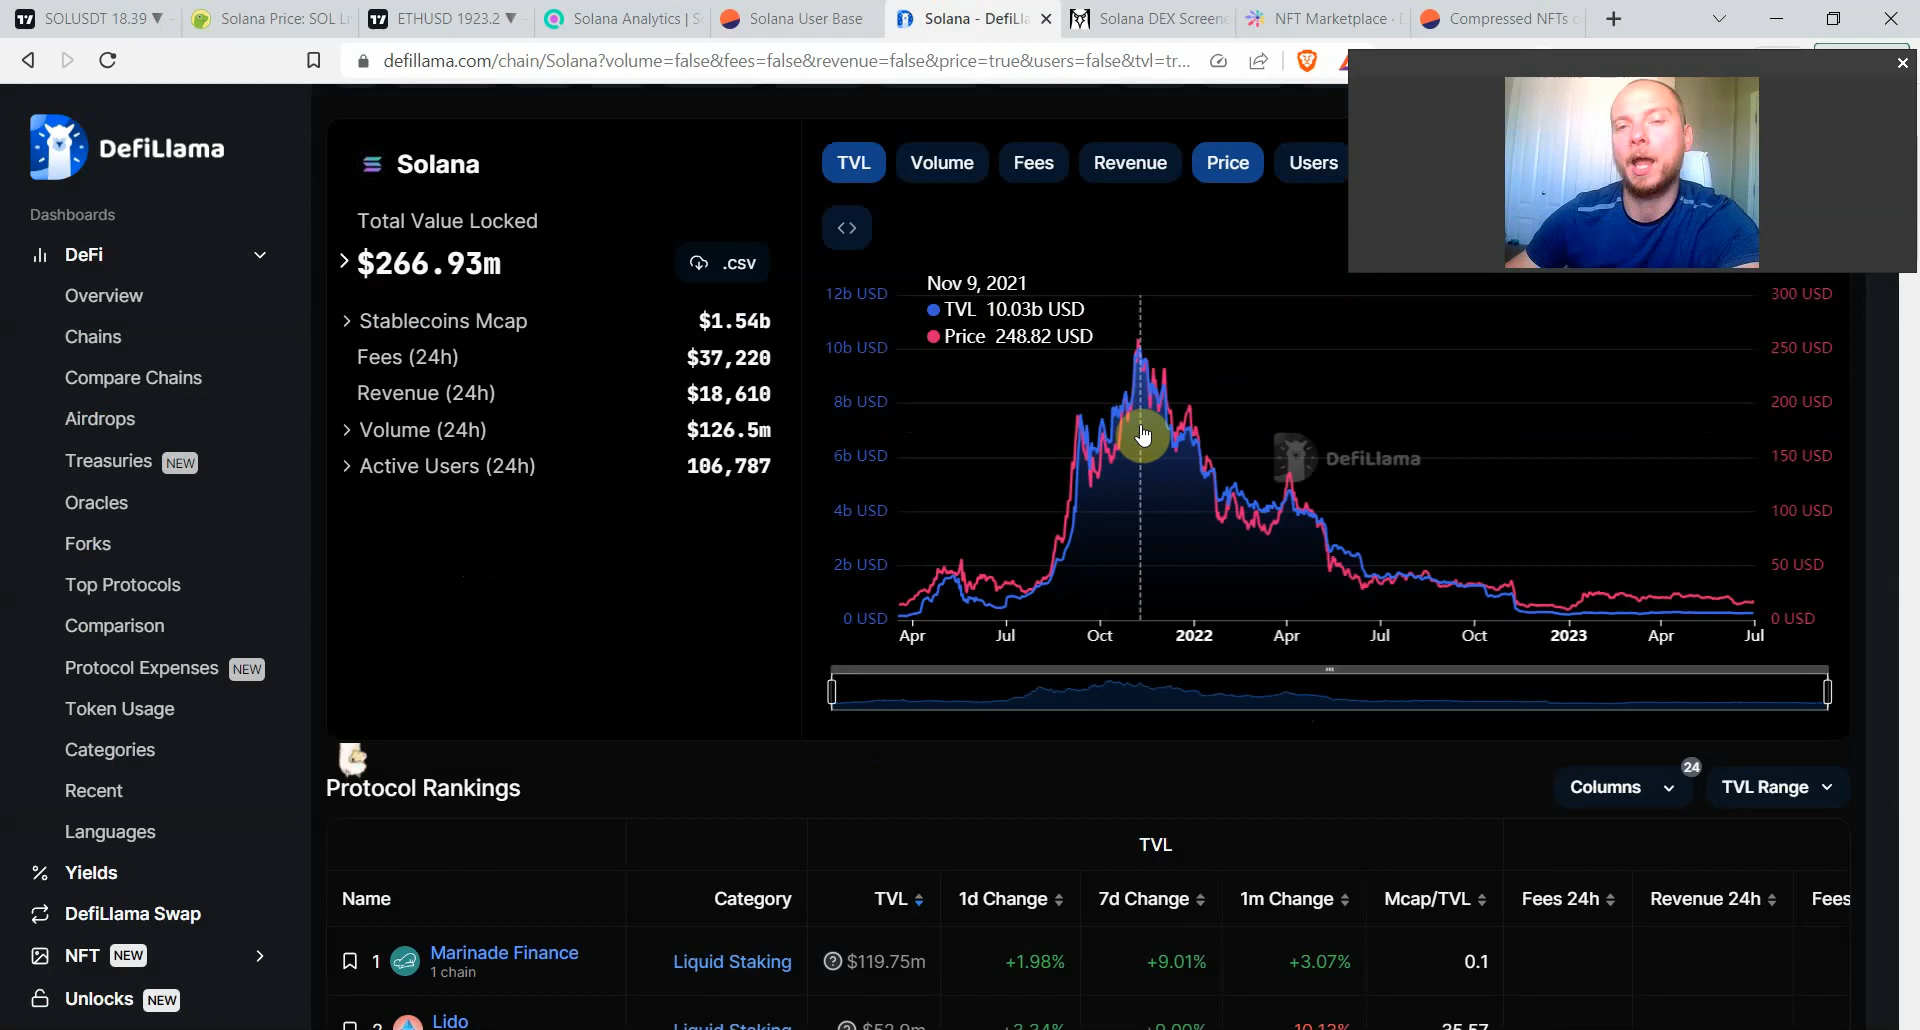 SOLUSDT 18.39 ▼
Solana Price: SOL Li
ETHUSD 1923.2 ▼
Solana Analytics | S
Solana User Base
Solana - DefiLla
Solana DEX Screene
NFT Marketplace -
Compressed NFTs
defillama.com/chain/Solana?volume=false&fees=false&revenue=false&price=true&users=false&tvl=tr...
DefiLlama
Dashboards
DeFi
Overview
Chains
Compare Chains
Airdrops
Treasuries NEW
Oracles
Forks
Top Protocols
Comparison
Protocol Expenses NEW
Token Usage
Categories
Recent
Languages
Yields
DefiLlama Swap
NFT NEW
Unlocks NEW
Solana
Total Value Locked
$266.93m
.csv
Stablecoins Mcap $1.54b
Fees (24h) $37,220
Revenue (24h) $18,610
Volume (24h) $126.5m
Active Users (24h) 106,787
TVL Volume Fees Revenue Price Users
Nov 9, 2021
TVL 10.03b USD
Price 248.82 USD
12b USD 300 USD
10b USD 250 USD
8b USD 200 USD
6b USD 150 USD
4b USD 100 USD
2b USD 50 USD
0 USD 0 USD
DefiLlama
Apr Jul Oct 2022 Apr Jul Oct 2023 Apr Jul
Protocol Rankings
Columns 24
TVL Range
TVL
Name Category TVL 1d Change 7d Change 1m Change Mcap/TVL Fees 24h Revenue 24h Fees
1 Marinade Finance Liquid Staking $119.75m +1.98% +9.01% +3.07% 0.1
1 chain
2 Lido Liquid Staking